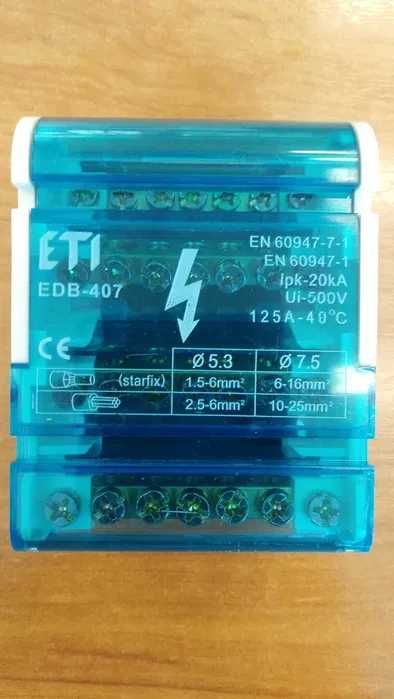 ETI
EDB-407
EN 60947-7-1
EN 60947-1
Ipk-20kA
Ui-500V
125A-40°C
CE
Ø 5.3 Ø 7.5
(starfix) 1.5-6mm² 6-16mm²
2.5-6mm² 10-25mm²